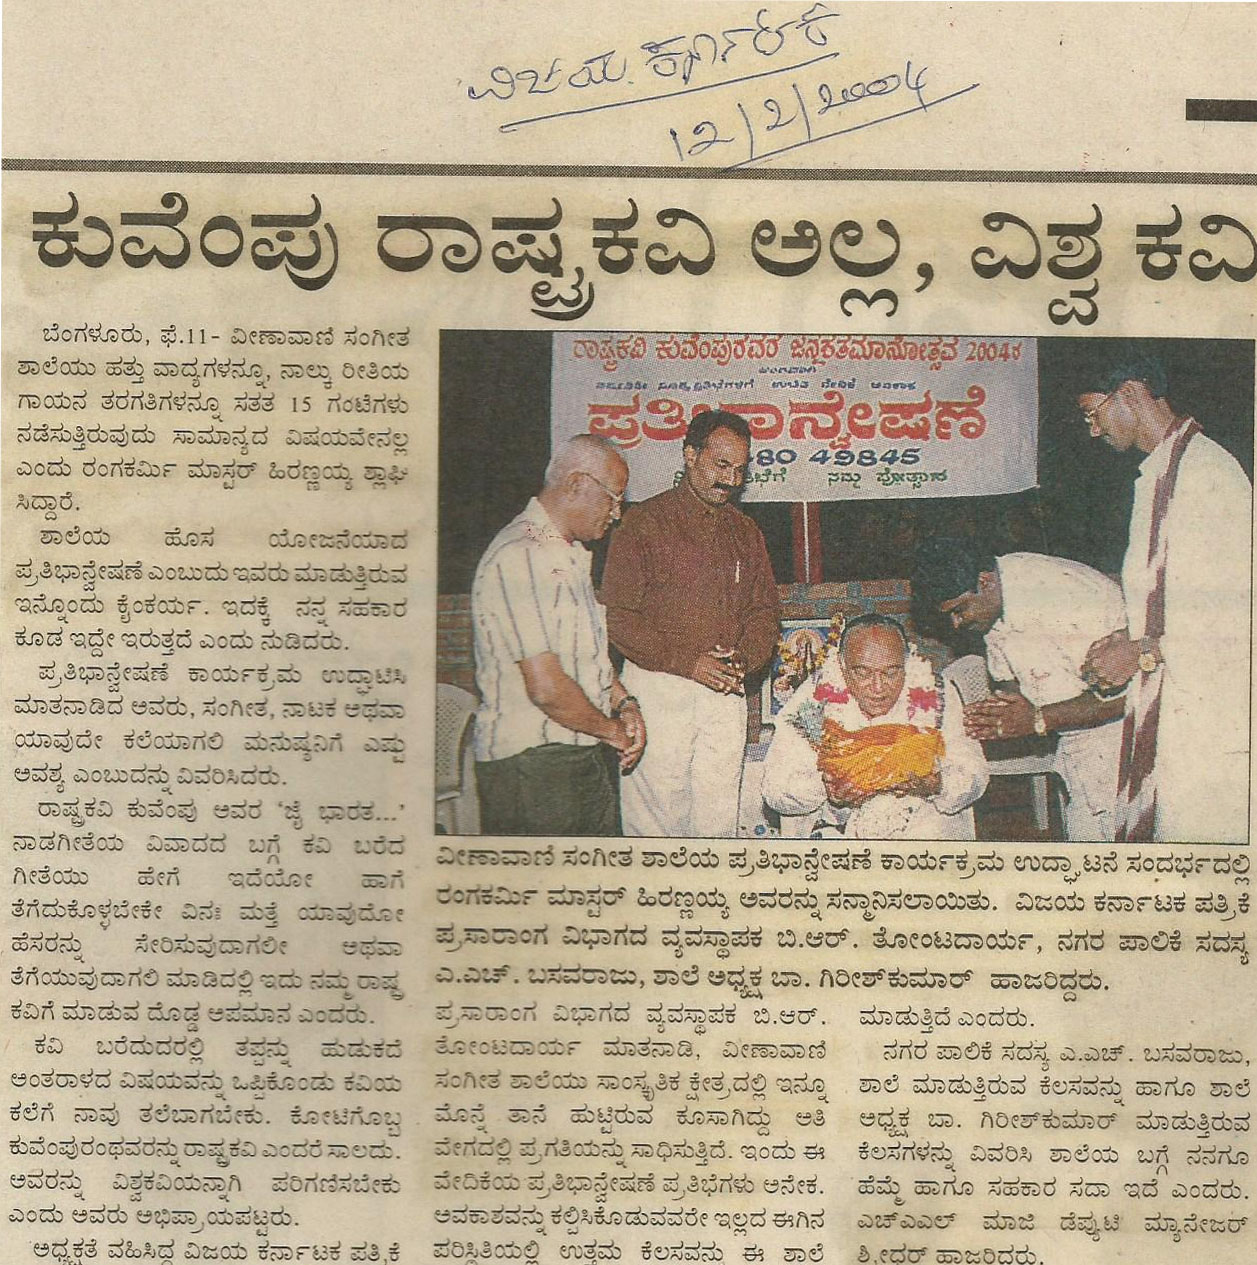 ವಿಜಯ ಕರ್ನಾಟಕ
12/2/2004
ಕುವೆಂಪು ರಾಷ್ಟ್ರಕವಿ ಅಲ್ಲ, ವಿಶ್ವ ಕವಿ
ಬೆಂಗಳೂರು, ಫೆ.11- ವೀಣಾವಾಣಿ ಸಂಗೀತ
ಶಾಲೆಯು ಹತ್ತು ವಾದ್ಯಗಳನ್ನೂ, ನಾಲ್ಕು ರೀತಿಯ
ಗಾಯನ ತರಗತಿಗಳನ್ನೂ ಸತತ 15 ಗಂಟೆಗಳು
ನಡೆಸುತ್ತಿರುವುದು ಸಾಮಾನ್ಯದ ವಿಷಯವೇನಲ್ಲ
ಎಂದು ರಂಗಕರ್ಮಿ ಮಾಸ್ಟರ್ ಹಿರಣ್ಣಯ್ಯ ಶ್ಲಾಘಿ
ಸಿದ್ದಾರೆ.
ಶಾಲೆಯ ಹೊಸ ಯೋಜನೆಯಾದ
ಪ್ರತಿಭಾನ್ವೇಷಣೆ ಎಂಬುದು ಇವರು ಮಾಡುತ್ತಿರುವ
ಇನ್ನೊಂದು ಕೈಂಕರ್ಯ. ಇದಕ್ಕೆ ನನ್ನ ಸಹಕಾರ
ಕೂಡ ಇದ್ದೇ ಇರುತ್ತದೆ ಎಂದು ನುಡಿದರು.
ಪ್ರತಿಭಾನ್ವೇಷಣೆ ಕಾರ್ಯಕ್ರಮ ಉದ್ಘಾಟಿಸಿ
ಮಾತನಾಡಿದ ಅವರು, ಸಂಗೀತ, ನಾಟಕ ಅಥವಾ
ಯಾವುದೇ ಕಲೆಯಾಗಲಿ ಮನುಷ್ಯನಿಗೆ ಎಷ್ಟು
ಅವಶ್ಯ ಎಂಬುದನ್ನು ವಿವರಿಸಿದರು.
ರಾಷ್ಟ್ರಕವಿ ಕುವೆಂಪು ಅವರ 'ಜೈ ಭಾರತ...'
ನಾಡಗೀತೆಯ ವಿವಾದದ ಬಗ್ಗೆ ಕವಿ ಬರೆದ
ಗೀತೆಯು ಹೇಗೆ ಇದೆಯೋ ಹಾಗೆ
ತೆಗೆದುಕೊಳ್ಳಬೇಕೇ ವಿನಃ ಮತ್ತೆ ಯಾವುದೋ
ಹೆಸರನ್ನು ಸೇರಿಸುವುದಾಗಲೀ ಅಥವಾ
ತೆಗೆಯುವುದಾಗಲಿ ಮಾಡಿದಲ್ಲಿ ಇದು ನಮ್ಮ ರಾಷ್ಟ್ರ
ಕವಿಗೆ ಮಾಡುವ ದೊಡ್ಡ ಅಪಮಾನ ಎಂದರು.
ಕವಿ ಬರೆದುದರಲ್ಲಿ ತಪ್ಪನ್ನು ಹುಡುಕದೆ
ಅಂತರಾಳದ ವಿಷಯವನ್ನು ಒಪ್ಪಿಕೊಂಡು ಕವಿಯ
ಕಲೆಗೆ ನಾವು ತಲೆಬಾಗಬೇಕು. ಕೋಟಿಗೊಬ್ಬ
ಕುವೆಂಪುರಂಥವರನ್ನು ರಾಷ್ಟ್ರಕವಿ ಎಂದರೆ ಸಾಲದು.
ಅವರನ್ನು ವಿಶ್ವಕವಿಯನ್ನಾಗಿ ಪರಿಗಣಿಸಬೇಕು
ಎಂದು ಅವರು ಅಭಿಪ್ರಾಯಪಟ್ಟರು.
ಅಧ್ಯಕ್ಷತೆ ವಹಿಸಿದ್ದ ವಿಜಯ ಕರ್ನಾಟಕ ಪತ್ರಿಕೆ
ರಾಷ್ಟ್ರಕವಿ ಕುವೆಂಪುರವರ ಜನ್ಮಶತಮಾನೋತ್ಸವ 2004ರ
ಪ್ರತಿಭಾನ್ವೇಷಣೆ
80 49845
ನಮ್ಮ ಪ್ರೋತ್ಸಾಹ
ವೀಣಾವಾಣಿ ಸಂಗೀತ ಶಾಲೆಯ ಪ್ರತಿಭಾನ್ವೇಷಣೆ ಕಾರ್ಯಕ್ರಮ ಉದ್ಘಾಟನೆ ಸಂದರ್ಭದಲ್ಲಿ
ರಂಗಕರ್ಮಿ ಮಾಸ್ಟರ್ ಹಿರಣ್ಣಯ್ಯ ಅವರನ್ನು ಸನ್ಮಾನಿಸಲಾಯಿತು. ವಿಜಯ ಕರ್ನಾಟಕ ಪತ್ರಿಕೆ
ಪ್ರಸಾರಾಂಗ ವಿಭಾಗದ ವ್ಯವಸ್ಥಾಪಕ ಬಿ.ಆರ್. ತೋಂಟದಾರ್ಯ, ನಗರ ಪಾಲಿಕೆ ಸದಸ್ಯ
ಎ.ಎಚ್. ಬಸವರಾಜು, ಶಾಲೆ ಅಧ್ಯಕ್ಷ ಬಾ. ಗಿರೀಶ್‌ಕುಮಾರ್ ಹಾಜರಿದ್ದರು.
ಪ್ರಸಾರಾಂಗ ವಿಭಾಗದ ವ್ಯವಸ್ಥಾಪಕ ಬಿ.ಆರ್.
ತೋಂಟದಾರ್ಯ ಮಾತನಾಡಿ, ವೀಣಾವಾಣಿ
ಸಂಗೀತ ಶಾಲೆಯು ಸಾಂಸ್ಕೃತಿಕ ಕ್ಷೇತ್ರದಲ್ಲಿ ಇನ್ನೂ
ಮೊನ್ನೆ ತಾನೆ ಹುಟ್ಟಿರುವ ಕೂಸಾಗಿದ್ದು ಅತಿ
ವೇಗದಲ್ಲಿ ಪ್ರಗತಿಯನ್ನು ಸಾಧಿಸುತ್ತಿದೆ. ಇಂದು ಈ
ವೇದಿಕೆಯ ಪ್ರತಿಭಾನ್ವೇಷಣೆ ಪ್ರತಿಭೆಗಳು ಅನೇಕ.
ಅವಕಾಶವನ್ನು ಕಲ್ಪಿಸಿಕೊಡುವವರೇ ಇಲ್ಲದ ಈಗಿನ
ಪರಿಸ್ಥಿತಿಯಲ್ಲಿ ಉತ್ತಮ ಕೆಲಸವನ್ನು ಈ ಶಾಲೆ
ಮಾಡುತ್ತಿದೆ ಎಂದರು.
ನಗರ ಪಾಲಿಕೆ ಸದಸ್ಯ ಎ.ಎಚ್. ಬಸವರಾಜು,
ಶಾಲೆ ಮಾಡುತ್ತಿರುವ ಕೆಲಸವನ್ನು ಹಾಗೂ ಶಾಲೆ
ಅಧ್ಯಕ್ಷ ಬಾ. ಗಿರೀಶ್‌ಕುಮಾರ್ ಮಾಡುತ್ತಿರುವ
ಕೆಲಸಗಳನ್ನು ವಿವರಿಸಿ ಶಾಲೆಯ ಬಗ್ಗೆ ನನಗೂ
ಹೆಮ್ಮೆ ಹಾಗೂ ಸಹಕಾರ ಸದಾ ಇದೆ ಎಂದರು.
ಎಚ್‌ಎಎಲ್ ಮಾಜಿ ಡೆಪ್ಯುಟಿ ಮ್ಯಾನೇಜರ್
ಶ್ರೀಧರ್ ಹಾಜರಿದರು.